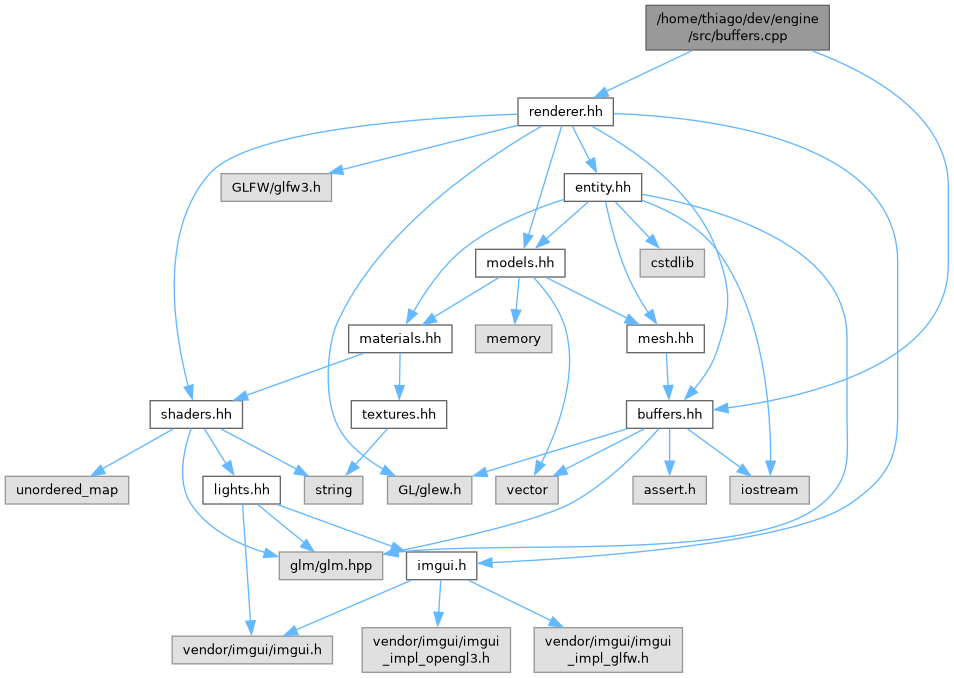 /home/thiago/dev/engine
/src/buffers.cpp
renderer.hh
GLFW/glfw3.h
entity.hh
models.hh
cstdlib
materials.hh
memory
mesh.hh
shaders.hh
textures.hh
buffers.hh
unordered_map
lights.hh
string
GL/glew.h
vector
assert.h
iostream
glm/glm.hpp
imgui.h
vendor/imgui/imgui.h
vendor/imgui/imgui
_impl_opengl3.h
vendor/imgui/imgui
_impl_glfw.h